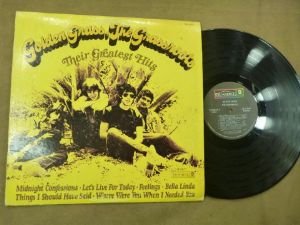 Golden Grass, The Grass Roots
Their Greatest Hits
Midnight Confessions · Let's Live For Today · Feelings · Bella Linda
Things I Should Have Said · Where Were You When I Needed You